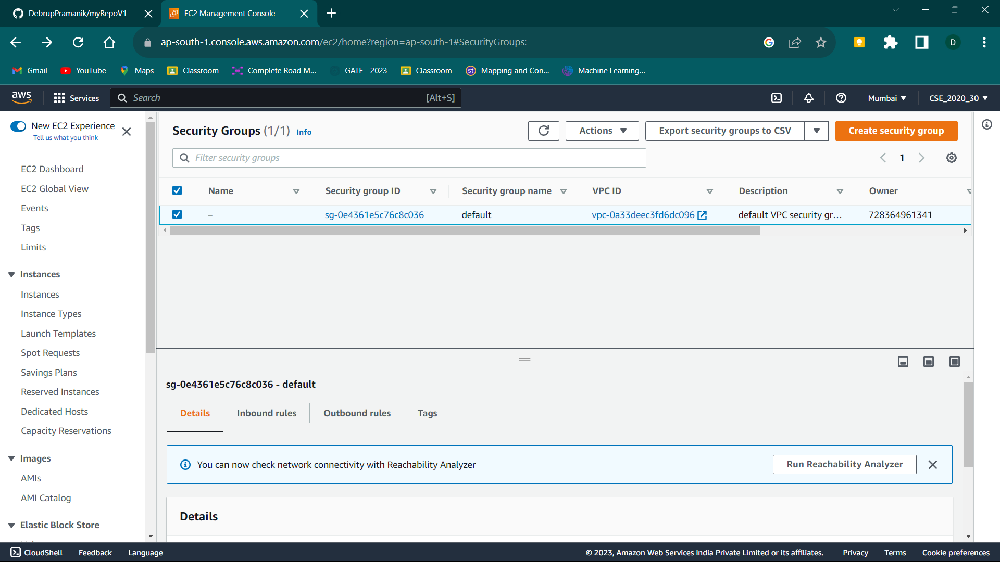 DebrupPramanik/myRepoV1
EC2 Management Console
ap-south-1.console.aws.amazon.com/ec2/home?region=ap-south-1#SecurityGroups:
D
Gmail YouTube Maps Classroom Complete Road M... GATE - 2023 Classroom Mapping and Con... Machine Learning...
aws Services Search [Alt+S] Mumbai CSE_2020_30
New EC2 Experience
Tell us what you think
EC2 Dashboard
EC2 Global View
Events
Tags
Limits
Instances
Instances
Instance Types
Launch Templates
Spot Requests
Savings Plans
Reserved Instances
Dedicated Hosts
Capacity Reservations
Images
AMIs
AMI Catalog
Elastic Block Store
Security Groups (1/1) Info
Actions
Export security groups to CSV
Create security group
Filter security groups
1
Name Security group ID Security group name VPC ID Description Owner
– sg-0e4361e5c76c8c036 default vpc-0a33deec3fd6dc096 default VPC security gr... 728364961341
sg-0e4361e5c76c8c036 - default
Details Inbound rules Outbound rules Tags
You can now check network connectivity with Reachability Analyzer
Run Reachability Analyzer
Details
CloudShell Feedback Language © 2023, Amazon Web Services India Private Limited or its affiliates. Privacy Terms Cookie preferences